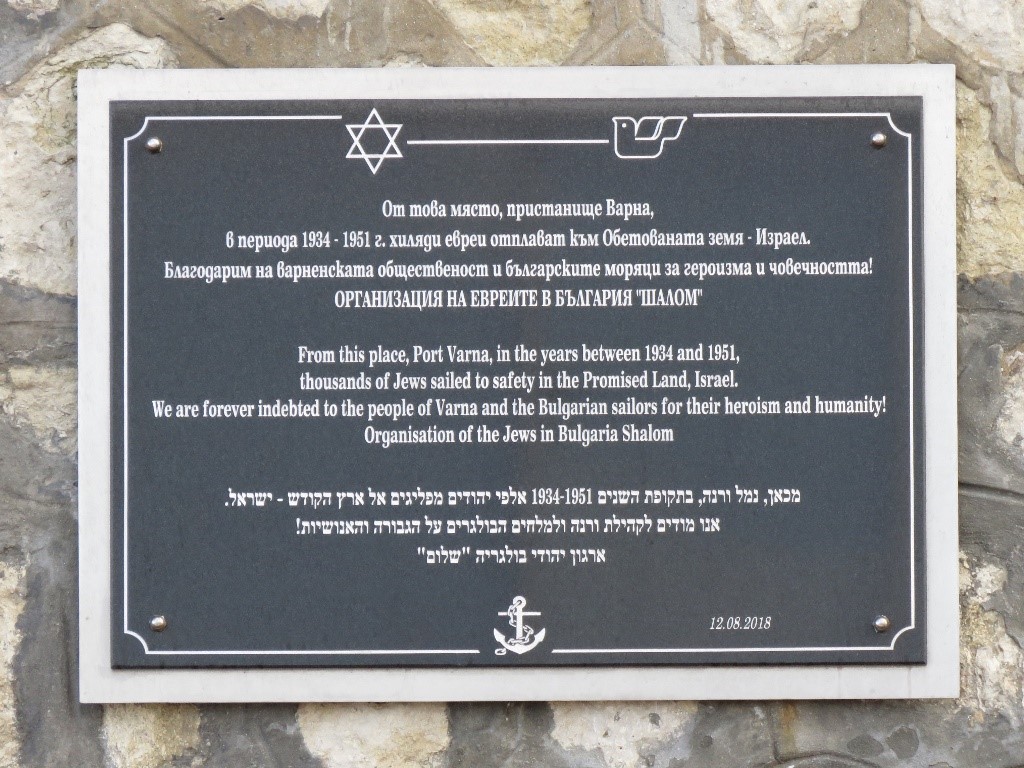 От това място, пристанище Варна,
в периода 1934 - 1951 г. хиляди евреи отплават към Обетованата земя - Израел.
Благодарим на варненската общественост и българските моряци за героизма и човечността!
ОРГАНИЗАЦИЯ НА ЕВРЕИТЕ В БЪЛГАРИЯ "ШАЛОМ"
From this place, Port Varna, in the years between 1934 and 1951,
thousands of Jews sailed to safety in the Promised Land, Israel.
We are forever indebted to the people of Varna and the Bulgarian sailors for their heroism and humanity!
Organisation of the Jews in Bulgaria Shalom
מכאן, נמל ורנה, בתקופת השנים 1934-1951 אלפי יהודים מפליגים אל ארץ הקודש - ישראל.
אנו מודים לקהילת ורנה ולמלחים הבולגרים על הגבורה והאנושיות!
ארגון יהודי בולגריה "שלום"
12.08.2018